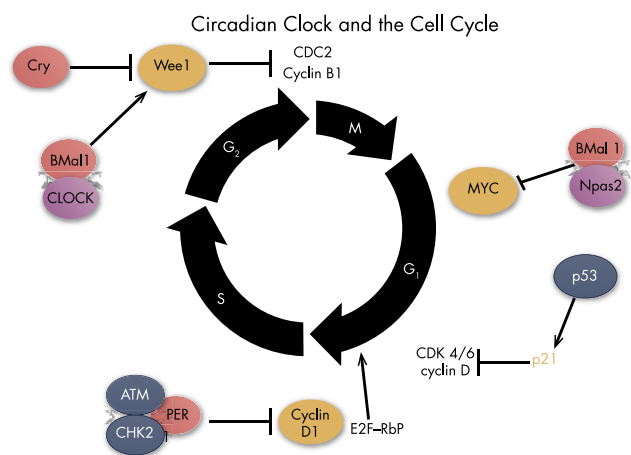 Circadian Clock and the Cell Cycle
Cry
Wee1
CDC2
Cyclin B1
M
G2
BMal1
CLOCK
BMal 1
Npas2
MYC
G1
S
p53
p21
CDK 4/6
cyclin D
ATM
CHK2
PER
1
Cyclin
D1
E2F–RbP